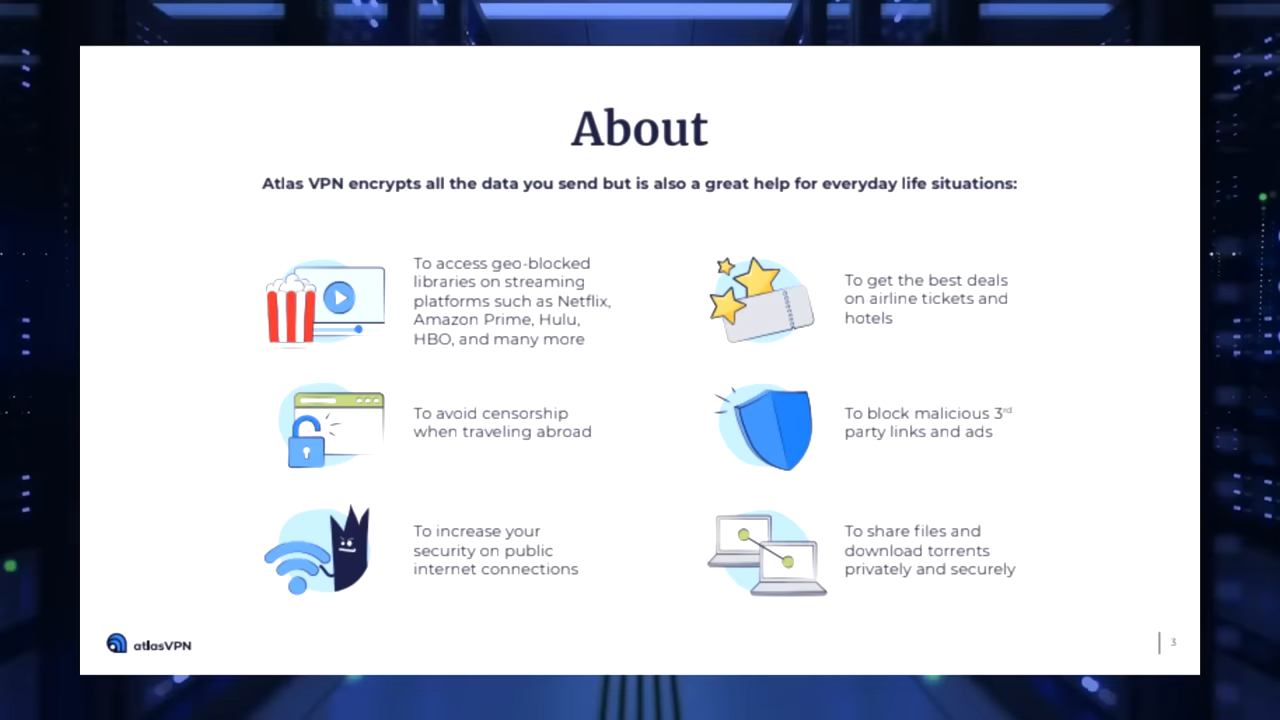 About
Atlas VPN encrypts all the data you send but is also a great help for everyday life situations:
To access geo-blocked
libraries on streaming
platforms such as Netflix,
Amazon Prime, Hulu,
HBO, and many more
To get the best deals
on airline tickets and
hotels
To avoid censorship
when traveling abroad
To block malicious 3rd
party links and ads
To increase your
security on public
internet connections
To share files and
download torrents
privately and securely
atlasVPN
3